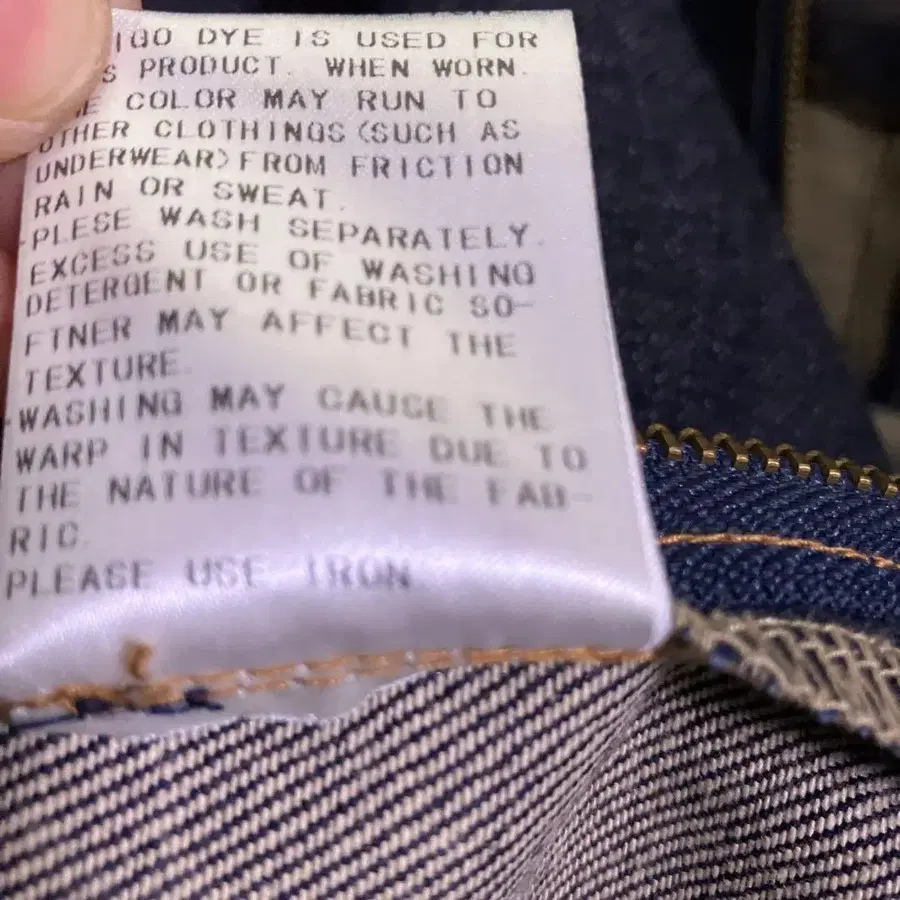 IGO DYE IS USED FOR
S PRODUCT. WHEN WORN.
E COLOR MAY RUN TO
OTHER CLOTHINGS (SUCH AS
UNDERWEAR) FROM FRICTION
RAIN OR SWEAT.
·PLESE WASH SEPARATELY.
EXCESS USE OF WASHING
DETERGENT OR FABRIC SO-
FTNER MAY AFFECT THE
TEXTURE.
·WASHING MAY CAUSE THE
WARP IN TEXTURE DUE TO
THE NATURE OF THE FAB-
RIC.
PLEASE USE IRON